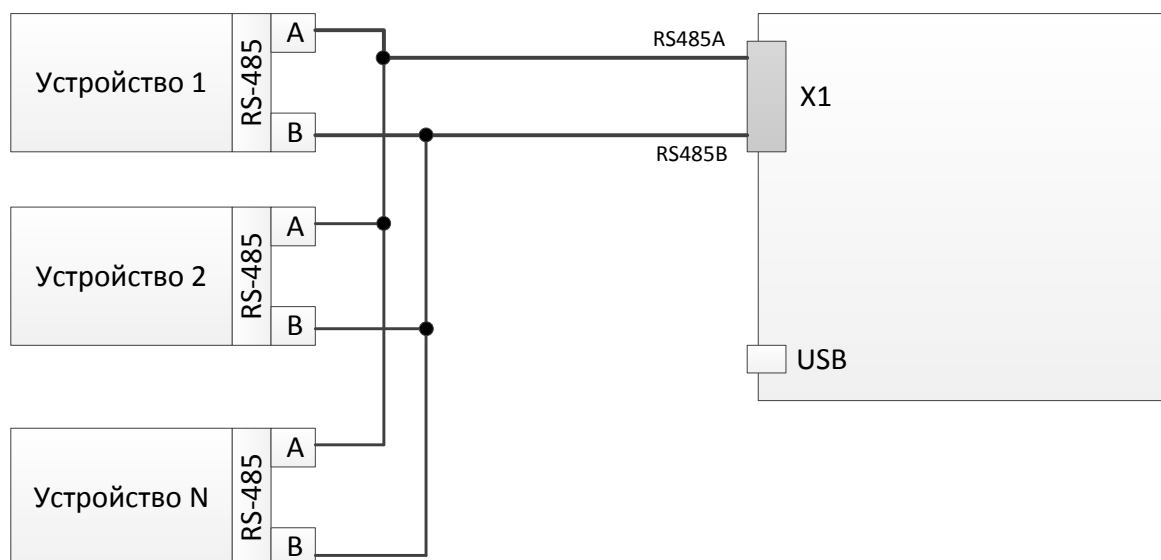 A
Устройство 1
RS-485
B
RS485A
X1
RS485B
A
Устройство 2
RS-485
B
USB
A
Устройство N
RS-485
B